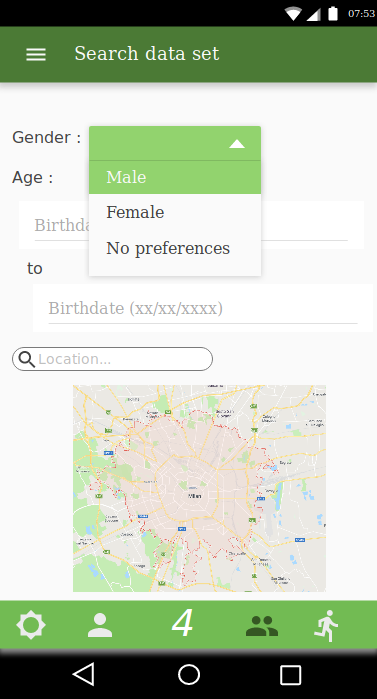 07:53
Search data set
Gender :
Male
Age :
Female
Birthda
No preferences
to
Birthdate (xx/xx/xxxx)
Location...
Milan
4